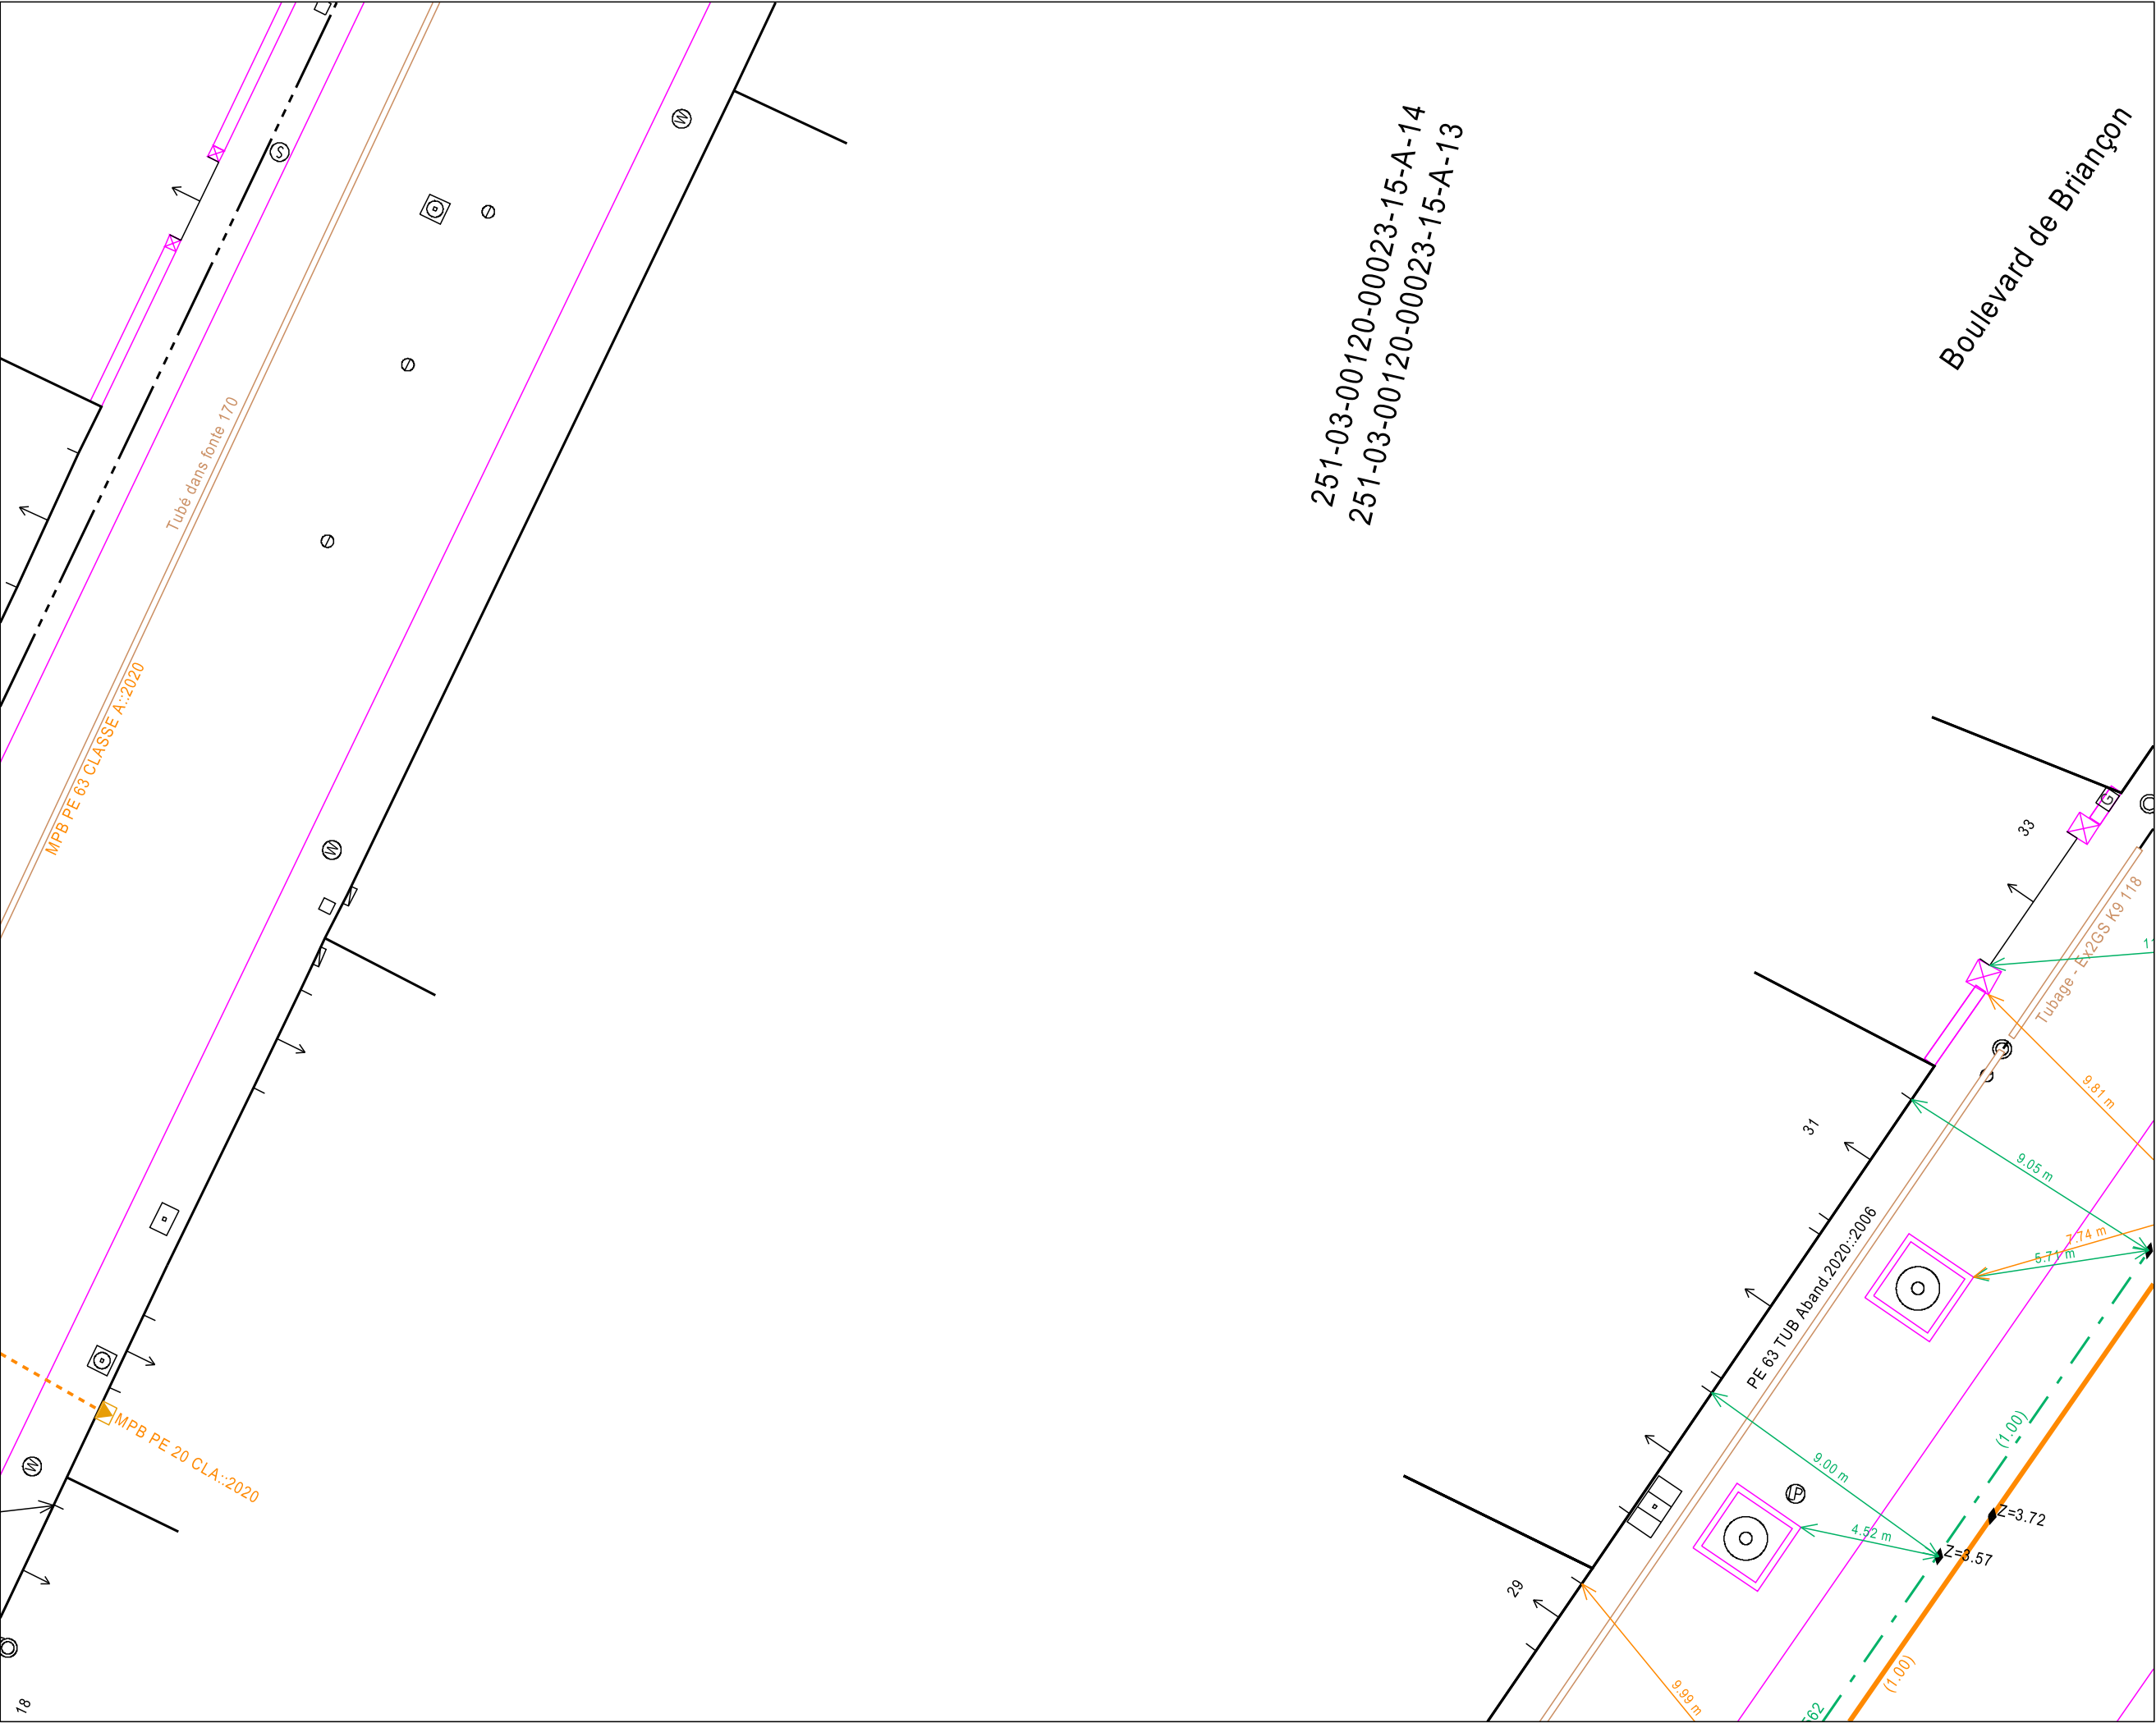 S
W
251-03-00120-00023-15-A-14
251-03-00120-00023-15-A-13
Boulevard de Briançon
Tubé dans fonte 170
MPB PE 63 CLASSE A::2020
W
G
33
Tubage - Ex2GS K9 118
9.81 m
31
9.05 m
7.74 m
5.71 m
PE 63 TUB Aband.2020::2006
MPB PE 20 CLA::2020
W
(1.00)
9.00 m
LP
Z=3.72
4.52 m
Z=3.57
29
(1.00)
9.99 m
18